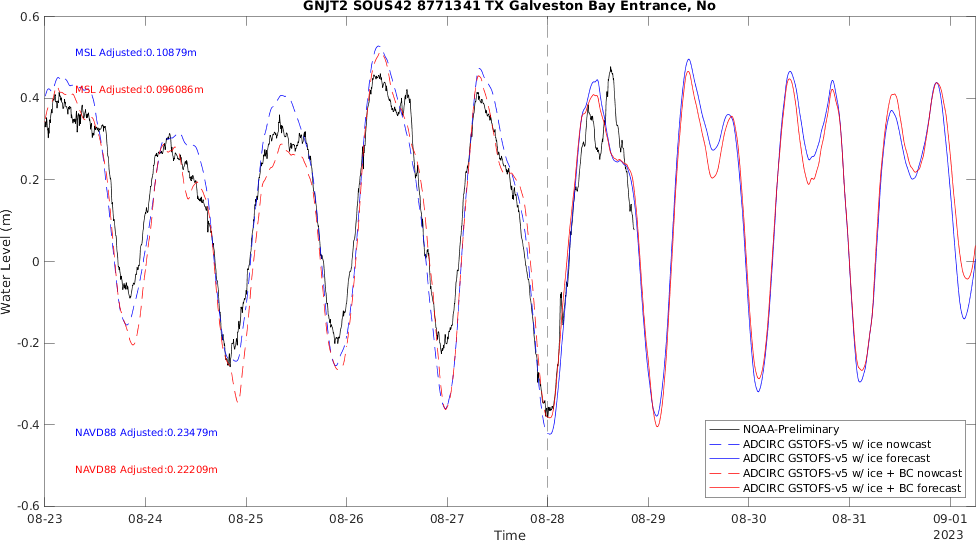 GNJT2 SOUS42 8771341 TX Galveston Bay Entrance, No
0.6
MSL Adjusted:0.10879m
MSL Adjusted:0.096086m
0.4
0.2
0
-0.2
-0.4
-0.6
Water Level (m)
NAVD88 Adjusted:0.23479m
NAVD88 Adjusted:0.22209m
NOAA-Preliminary
ADCIRC GSTOFS-v5 w/ ice nowcast
ADCIRC GSTOFS-v5 w/ ice forecast
ADCIRC GSTOFS-v5 w/ ice + BC nowcast
ADCIRC GSTOFS-v5 w/ ice + BC forecast
08-23 08-24 08-25 08-26 08-27 08-28 08-29 08-30 08-31 09-01
2023
Time